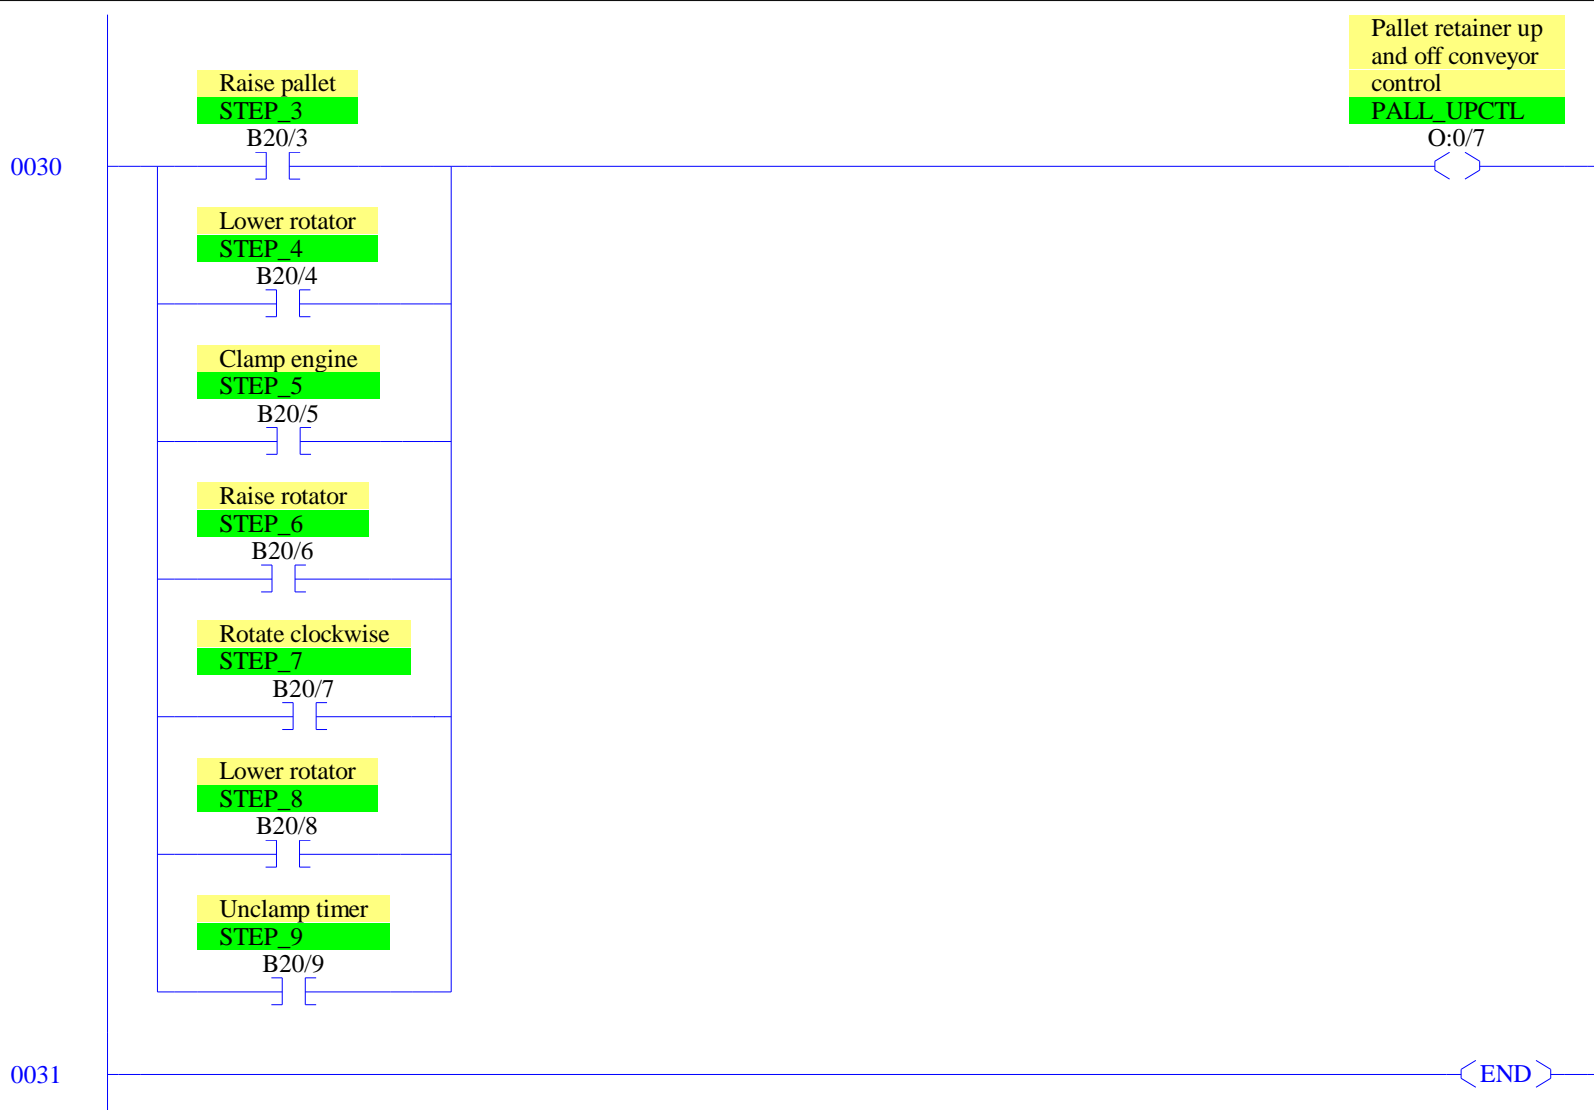 Pallet retainer up
and off conveyor
control
PALL_UPCTL
O:0/7
Raise pallet
STEP_3
B20/3
0030
Lower rotator
STEP_4
B20/4
Clamp engine
STEP_5
B20/5
Raise rotator
STEP_6
B20/6
Rotate clockwise
STEP_7
B20/7
Lower rotator
STEP_8
B20/8
Unclamp timer
STEP_9
B20/9
0031
END